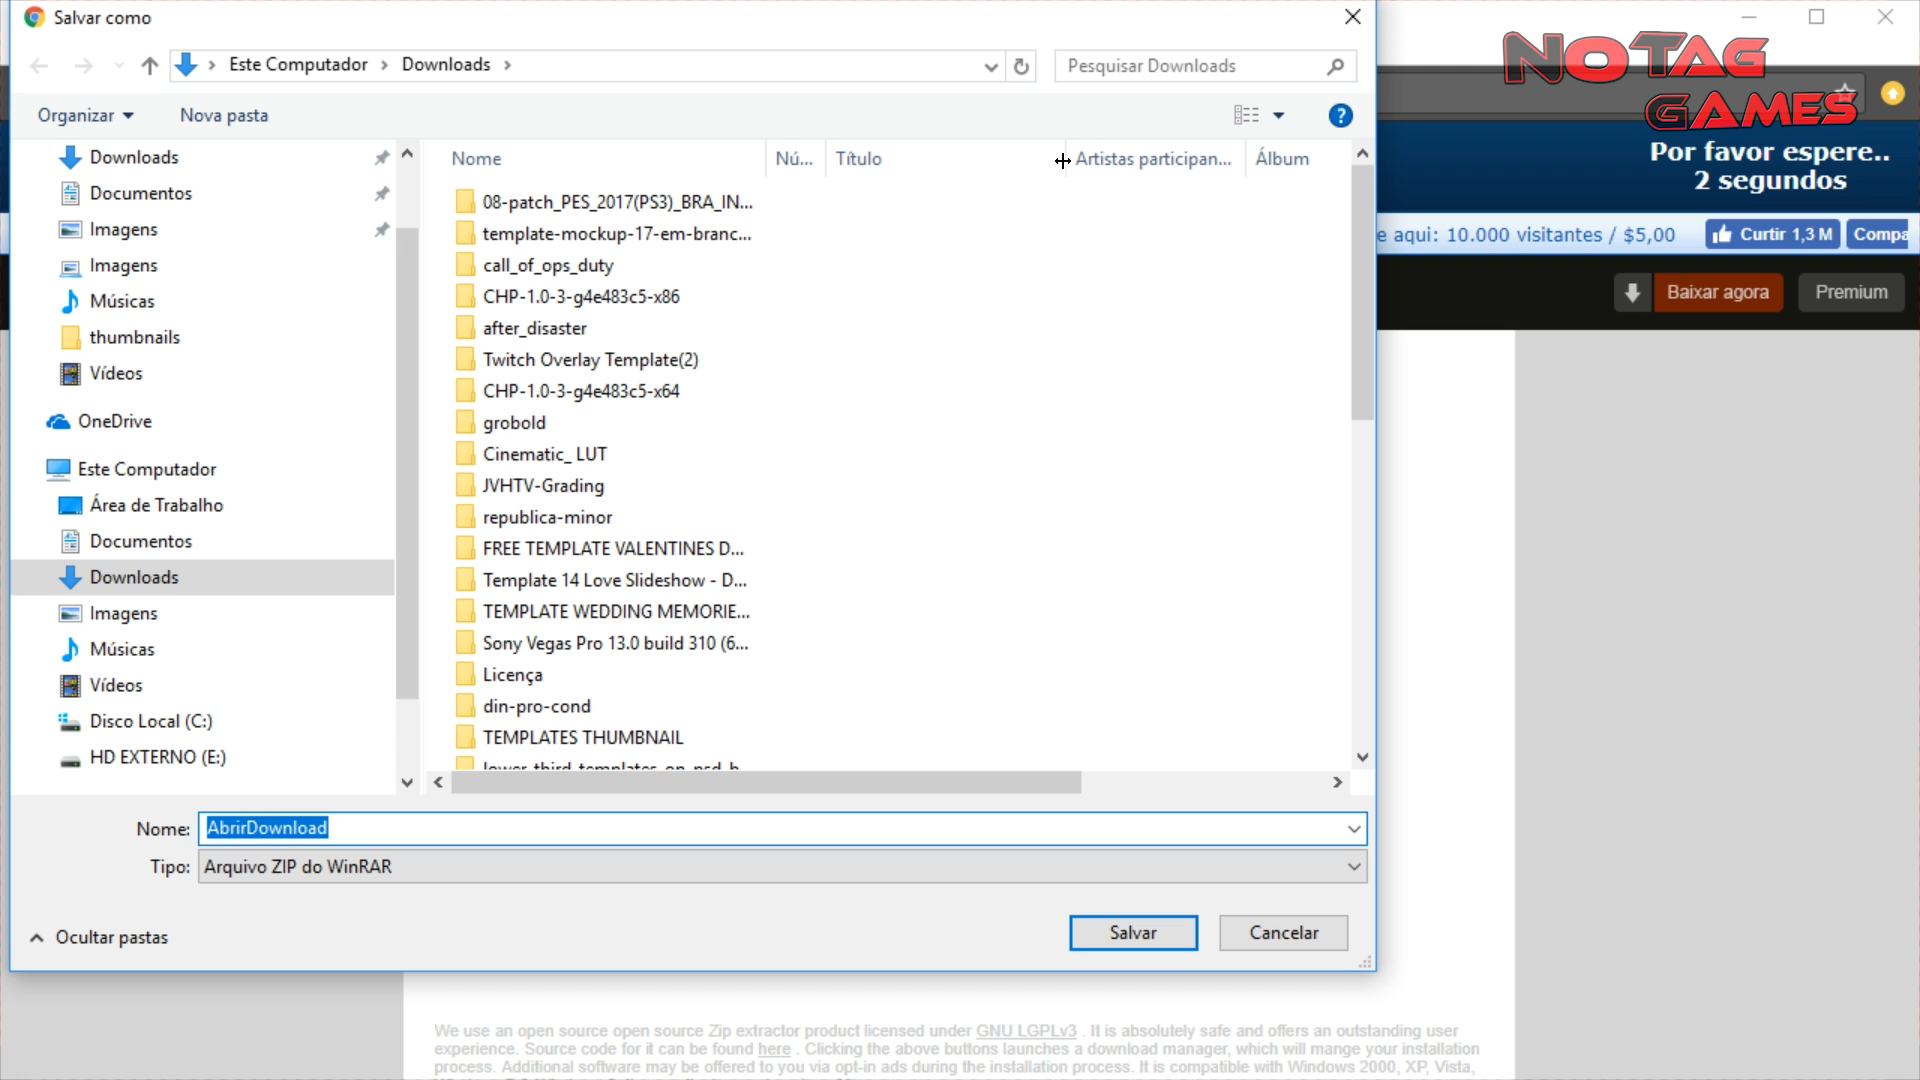 Salvar como
NoTag
Games
Este Computador
Downloads
Pesquisar Downloads
Organizar
Nova pasta
?
Por favor espere..
2 segundos
Downloads
Documentos
Imagens
Imagens
Músicas
thumbnails
Vídeos
OneDrive
Este Computador
Área de Trabalho
Documentos
Downloads
Imagens
Músicas
Vídeos
Disco Local (C:)
HD EXTERNO (E:)
Nome
Nú...
Título
Artistas participan...
Álbum
08-patch_PES_2017(PS3)_BRA_IN...
template-mockup-17-em-branc...
call_of_ops_duty
CHP-1.0-3-g4e483c5-x86
after_disaster
Twitch Overlay Template(2)
CHP-1.0-3-g4e483c5-x64
grobold
Cinematic_ LUT
JVHTV-Grading
republica-minor
FREE TEMPLATE VALENTINES D...
Template 14 Love Slideshow - D...
TEMPLATE WEDDING MEMORIE...
Sony Vegas Pro 13.0 build 310 (6...
Licença
din-pro-cond
TEMPLATES THUMBNAIL
e aqui: 10.000 visitantes / $5,00
Curtir 1,3 M
Compa
Baixar agora
Premium
Nome:
AbrirDownload
Tipo:
Arquivo ZIP do WinRAR
Ocultar pastas
Salvar
Cancelar
We use an open source open source Zip extractor product licensed under GNU LGPLv3 . It is absolutely safe and offers an outstanding user
experience. Source code for it can be found here . Clicking the above buttons launches a download manager, which will mange your installation
process. Additional software may be offered to you via opt-in ads during the installation process. It is compatible with Windows 2000, XP, Vista,